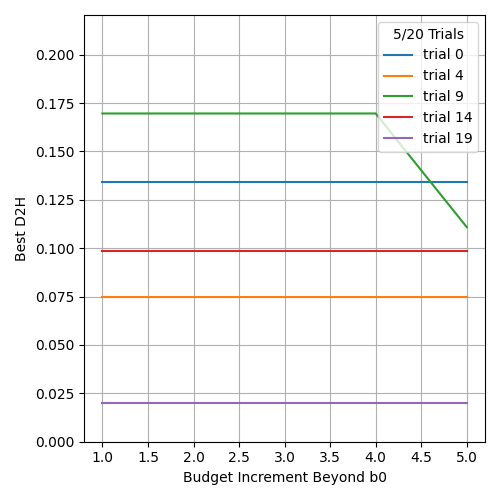 5/20 Trials
trial 0
trial 4
trial 9
trial 14
trial 19
Best D2H
0.200
0.175
0.150
0.125
0.100
0.075
0.050
0.025
0.000
1.0 1.5 2.0 2.5 3.0 3.5 4.0 4.5 5.0
Budget Increment Beyond b0